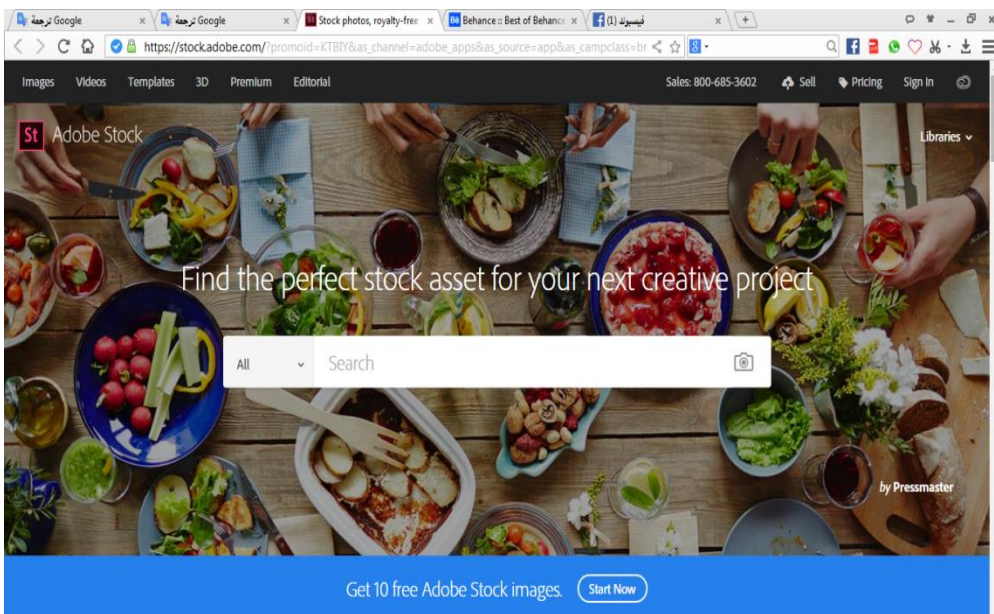 ترجمة Google
ترجمة Google
Stock photos, royalty-free
Bē Behance :: Best of Behance
فيسبوك (1)
https://stock.adobe.com/?promoid=KTBIY&as_channel=adobe_apps&as_source=app&as_campclass=br
Images Videos Templates 3D Premium Editorial Sales: 800-685-3602 Sell Pricing Sign In
St Adobe Stock Libraries
Find the perfect stock asset for your next creative project
All Search
by Pressmaster
Get 10 free Adobe Stock images. Start Now